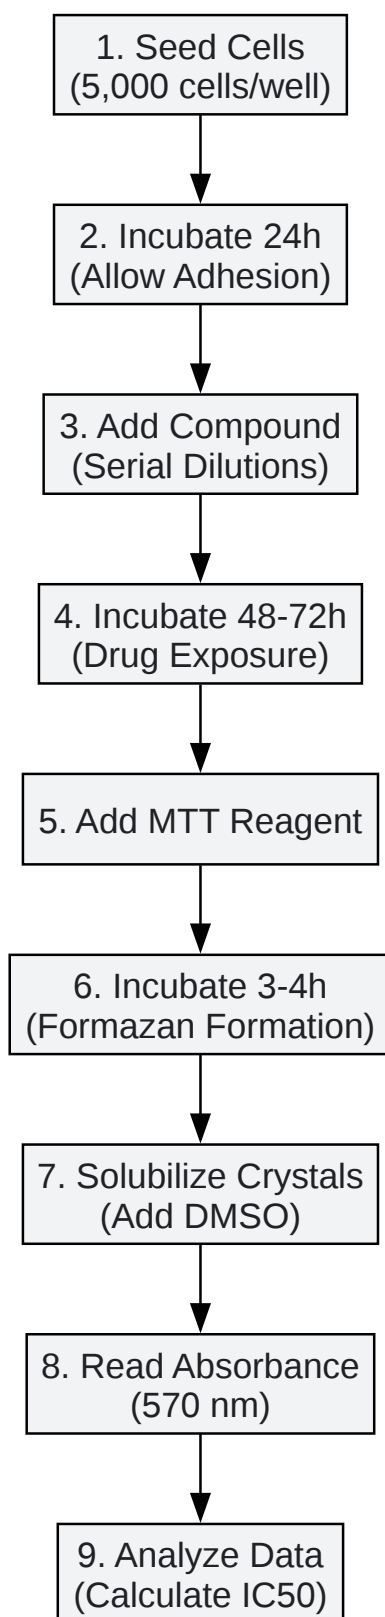 1. Seed Cells
(5,000 cells/well)
2. Incubate 24h
(Allow Adhesion)
3. Add Compound
(Serial Dilutions)
4. Incubate 48-72h
(Drug Exposure)
5. Add MTT Reagent
6. Incubate 3-4h
(Formazan Formation)
7. Solubilize Crystals
(Add DMSO)
8. Read Absorbance
(570 nm)
9. Analyze Data
(Calculate IC50)